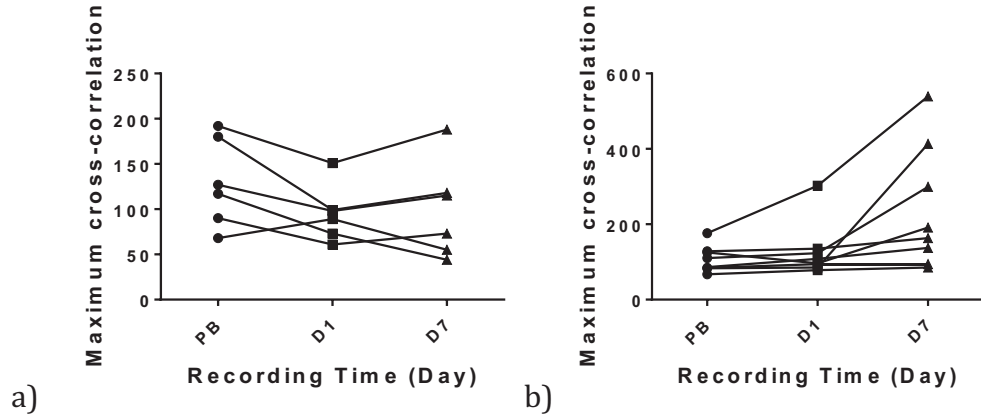 Maximum cross-correlation
250
200
150
100
50
0
PB
D1
D7
Recording Time (Day)
a)
Maximum cross-correlation
600
400
200
0
PB
D1
D7
Recording Time (Day)
b)